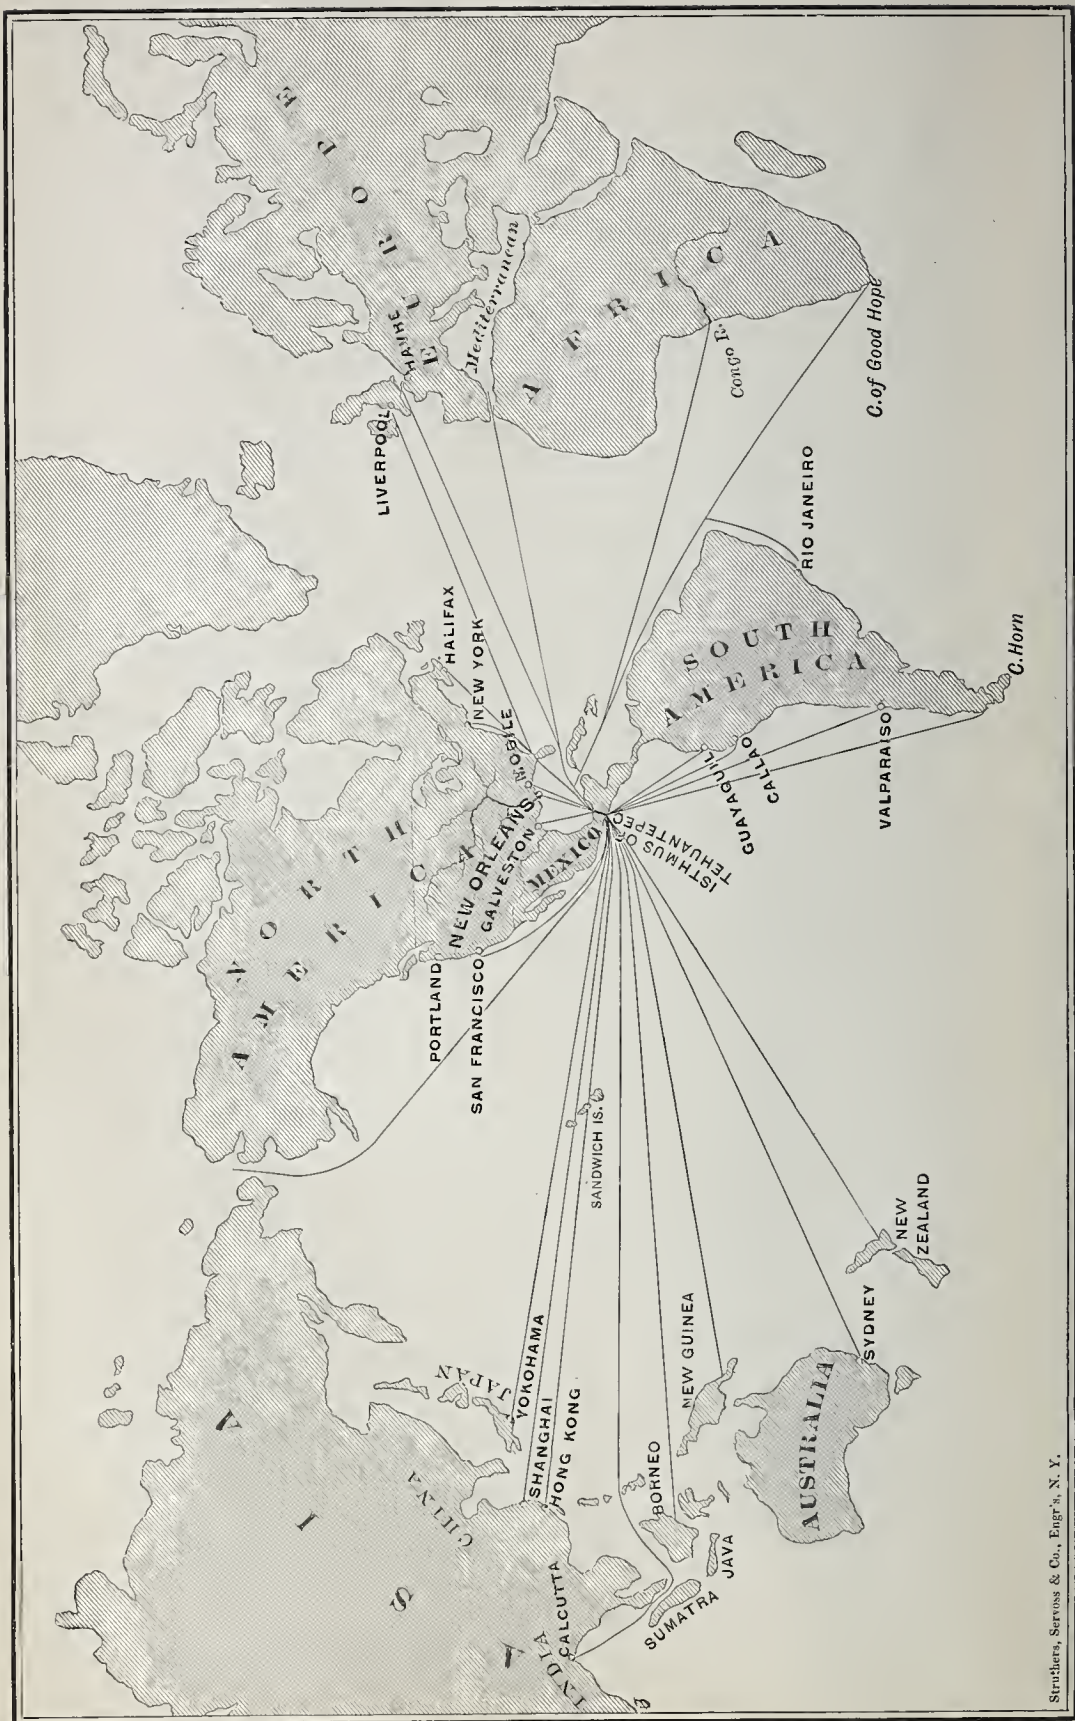 NORTH
AMERICA
EUROPE
ASIA
AFRICA
SOUTH
AMERICA
AUSTRALIA
MEXICO
ISTHMUS OF
TEHUANTEPEC
PORTLAND
SAN FRANCISCO
NEW ORLEANS
GALVESTON
MOBILE
NEW YORK
HALIFAX
LIVERPOOL
HAVRE
Mediterranean
CONGO R.
C. of Good Hope
RIO JANEIRO
C. Horn
VALPARAISO
CALLAO
GUAYAQUIL
SANDWICH IS.
NEW
ZEALAND
SYDNEY
NEW GUINEA
BORNEO
JAVA
SUMATRA
JAPAN
YOKOHAMA
SHANGHAI
HONG KONG
CHINA
CALCUTTA
INDIA
Struthers, Servoss & Co., Engr's, N. Y.